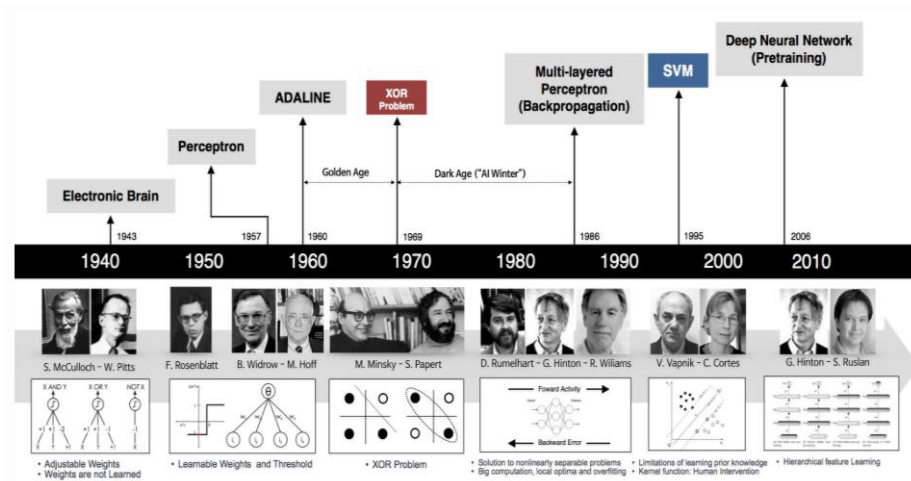 Deep Neural Network
(Pretraining)
Multi-layered
Perceptron
(Backpropagation)
SVM
ADALINE
XOR
Problem
Perceptron
Golden Age
Dark Age ("AI Winter")
Electronic Brain
1943
1957
1960
1969
1986
1995
2006
1940
1950
1960
1970
1980
1990
2000
2010
S. McCulloch – W. Pitts
F. Rosenblatt
B. Widrow – M. Hoff
M. Minsky – S. Papert
D. Rumelhart – G. Hinton – R. Wiliams
V. Vapnik – C. Cortes
G. Hinton – S. Ruslan
X AND Y
X OR Y
NOT X
Foward Activity
Backward Error
• Adjustable Weights
• Weights are not Learned
• Learnable Weights and Threshold
• XOR Problem
• Solution to nonlinearly separable problems
Big computation, local optima and overfitting
• Limitations of learning prior knowledge
• Kernel function: Human Intervention
• Hierarchical feature Learning